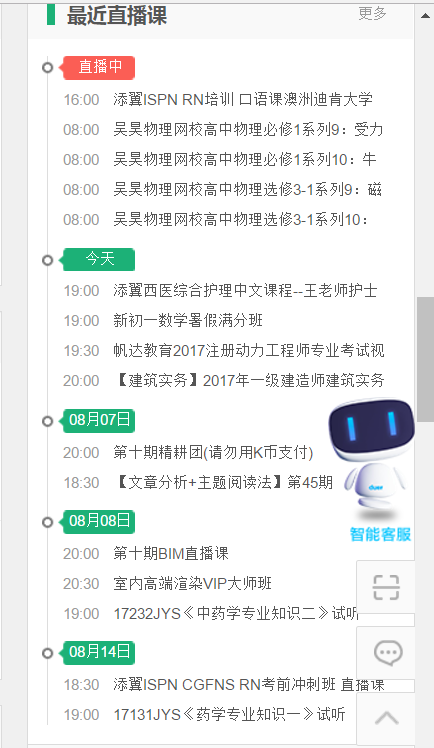 最近直播课 更多
直播中
16:00 添翼ISPN RN培训 口语课澳洲迪肯大学
08:00 吴昊物理网校高中物理必修1系列9：受力
08:00 吴昊物理网校高中物理必修1系列10：牛
08:00 吴昊物理网校高中物理选修3-1系列9：磁
08:00 吴昊物理网校高中物理选修3-1系列10：
今天
19:00 添翼西医综合护理中文课程--王老师护士
19:00 新初一数学暑假满分班
19:30 帆达教育2017注册动力工程师专业考试视
20:00 【建筑实务】2017年一级建造师建筑实务
08月07日
20:00 第十期精耕团(请勿用K币支付)
18:30 【文章分析+主题阅读法】第45期
duer
智能客服
08月08日
20:00 第十期BIM直播课
20:30 室内高端渲染VIP大师班
19:00 17232JYS《中药学专业知识二》试听
08月14日
18:30 添翼ISPN CGFNS RN考前冲刺班 直播课
19:00 17131JYS《药学专业知识一》试听